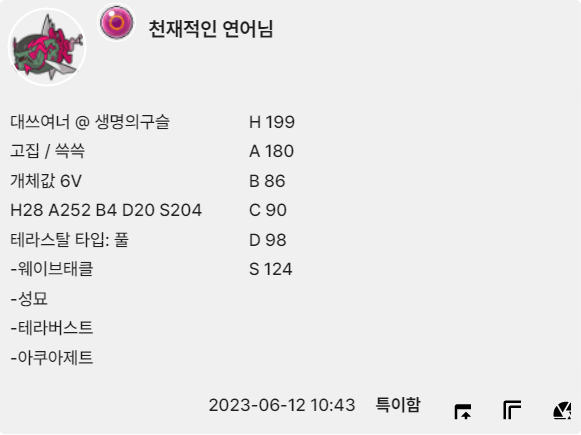 천재적인 연어님
대쓰여너 @ 생명의구슬
고집 / 쓱쓱
개체값 6V
H28 A252 B4 D20 S204
테라스탈 타입: 풀
-웨이브태클
-성묘
-테라버스트
-아쿠아제트
H 199
A 180
B 86
C 90
D 98
S 124
2023-06-12 10:43 특이함